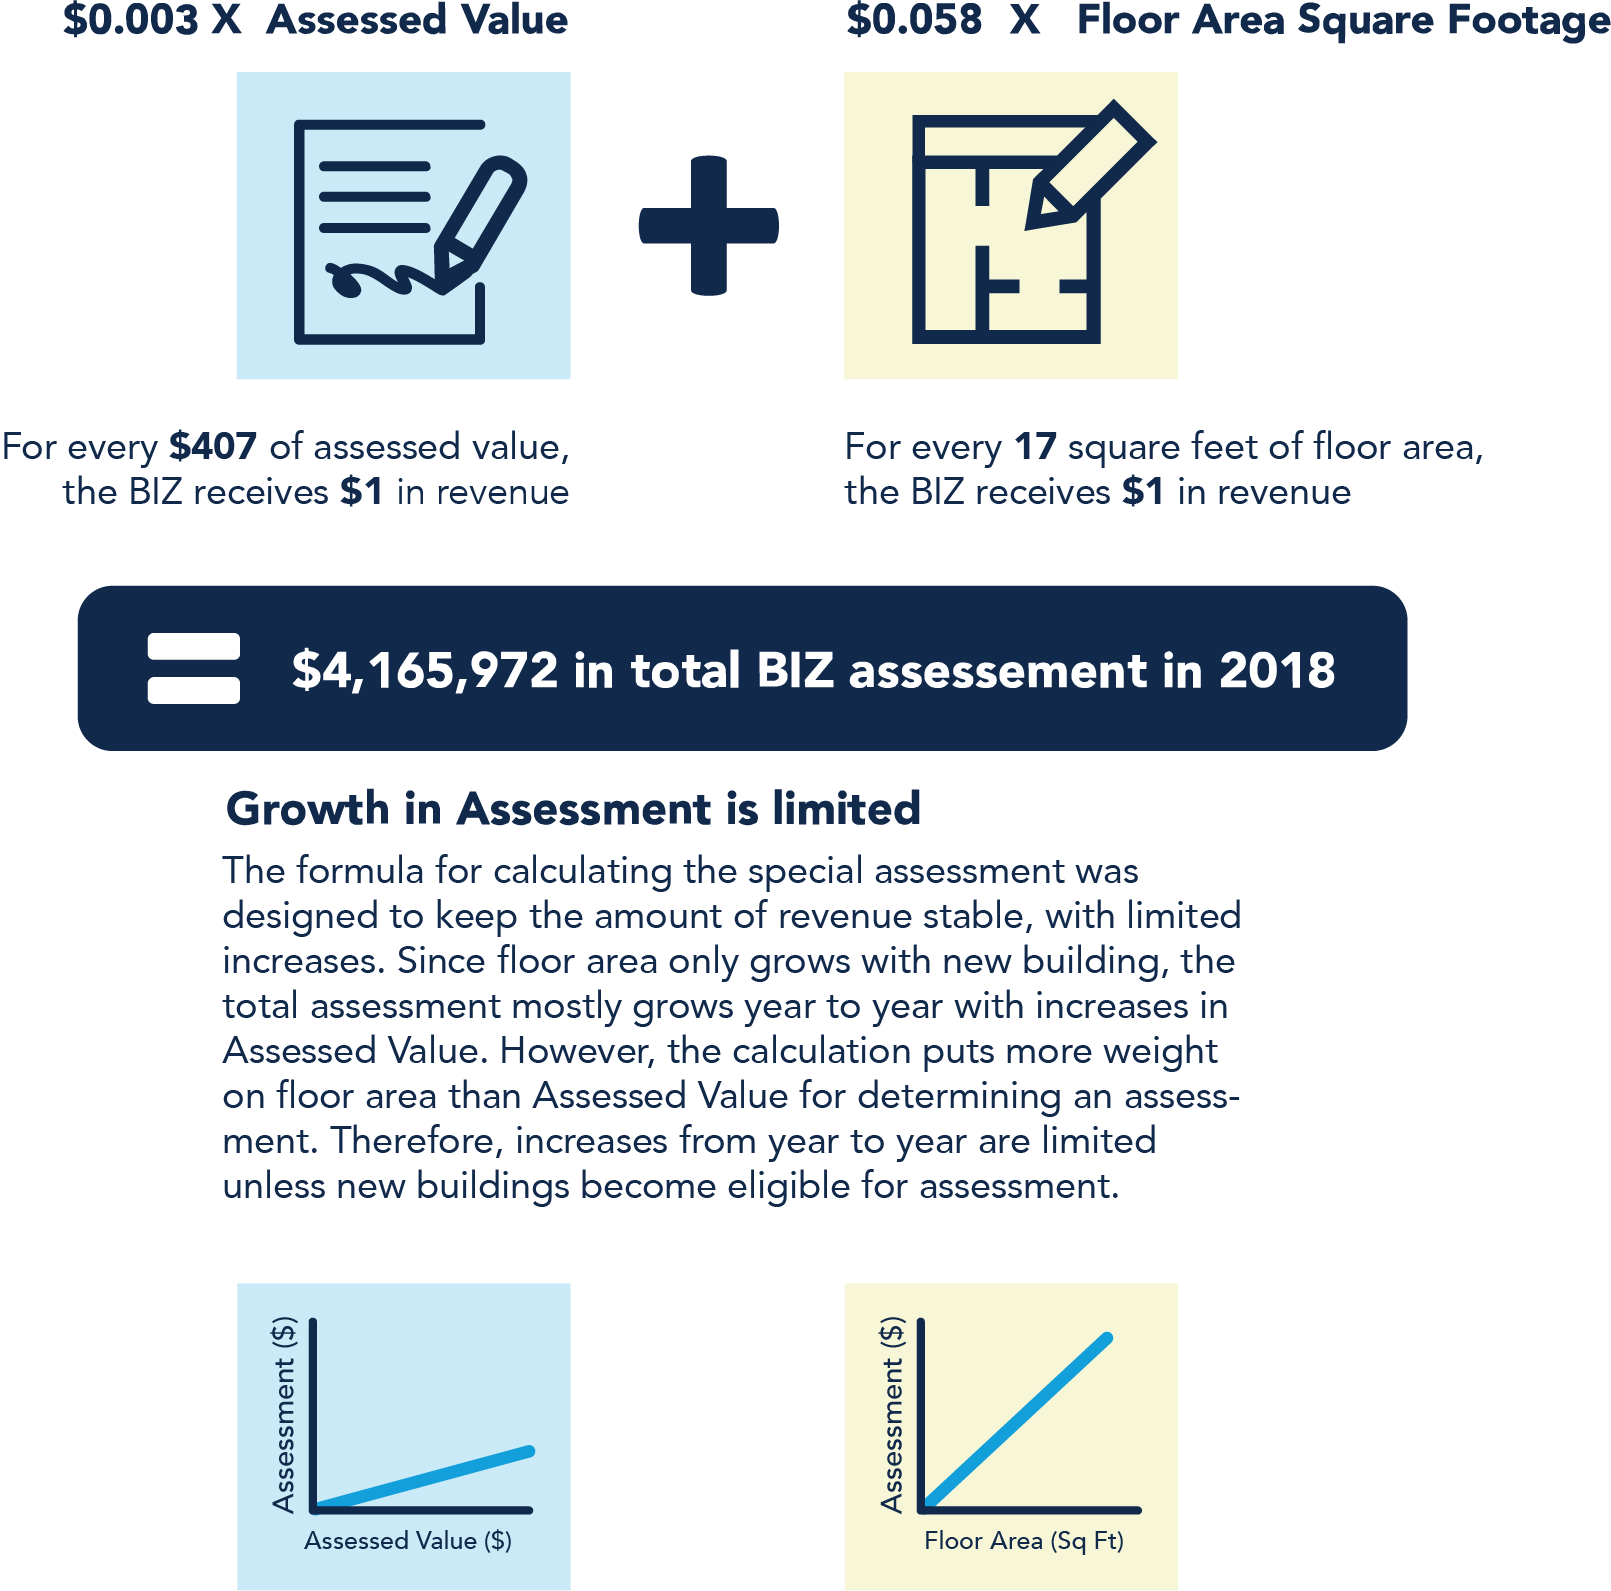 $0.003 X Assessed Value
$0.058 X Floor Area Square Footage
For every $407 of assessed value,
the BIZ receives $1 in revenue
For every 17 square feet of floor area,
the BIZ receives $1 in revenue
= $4,165,972 in total BIZ assessement in 2018
Growth in Assessment is limited
The formula for calculating the special assessment was
designed to keep the amount of revenue stable, with limited
increases. Since floor area only grows with new building, the
total assessment mostly grows year to year with increases in
Assessed Value. However, the calculation puts more weight
on floor area than Assessed Value for determining an assess-
ment. Therefore, increases from year to year are limited
unless new buildings become eligible for assessment.
Assessment ($)
Assessed Value ($)
Assessment ($)
Floor Area (Sq Ft)